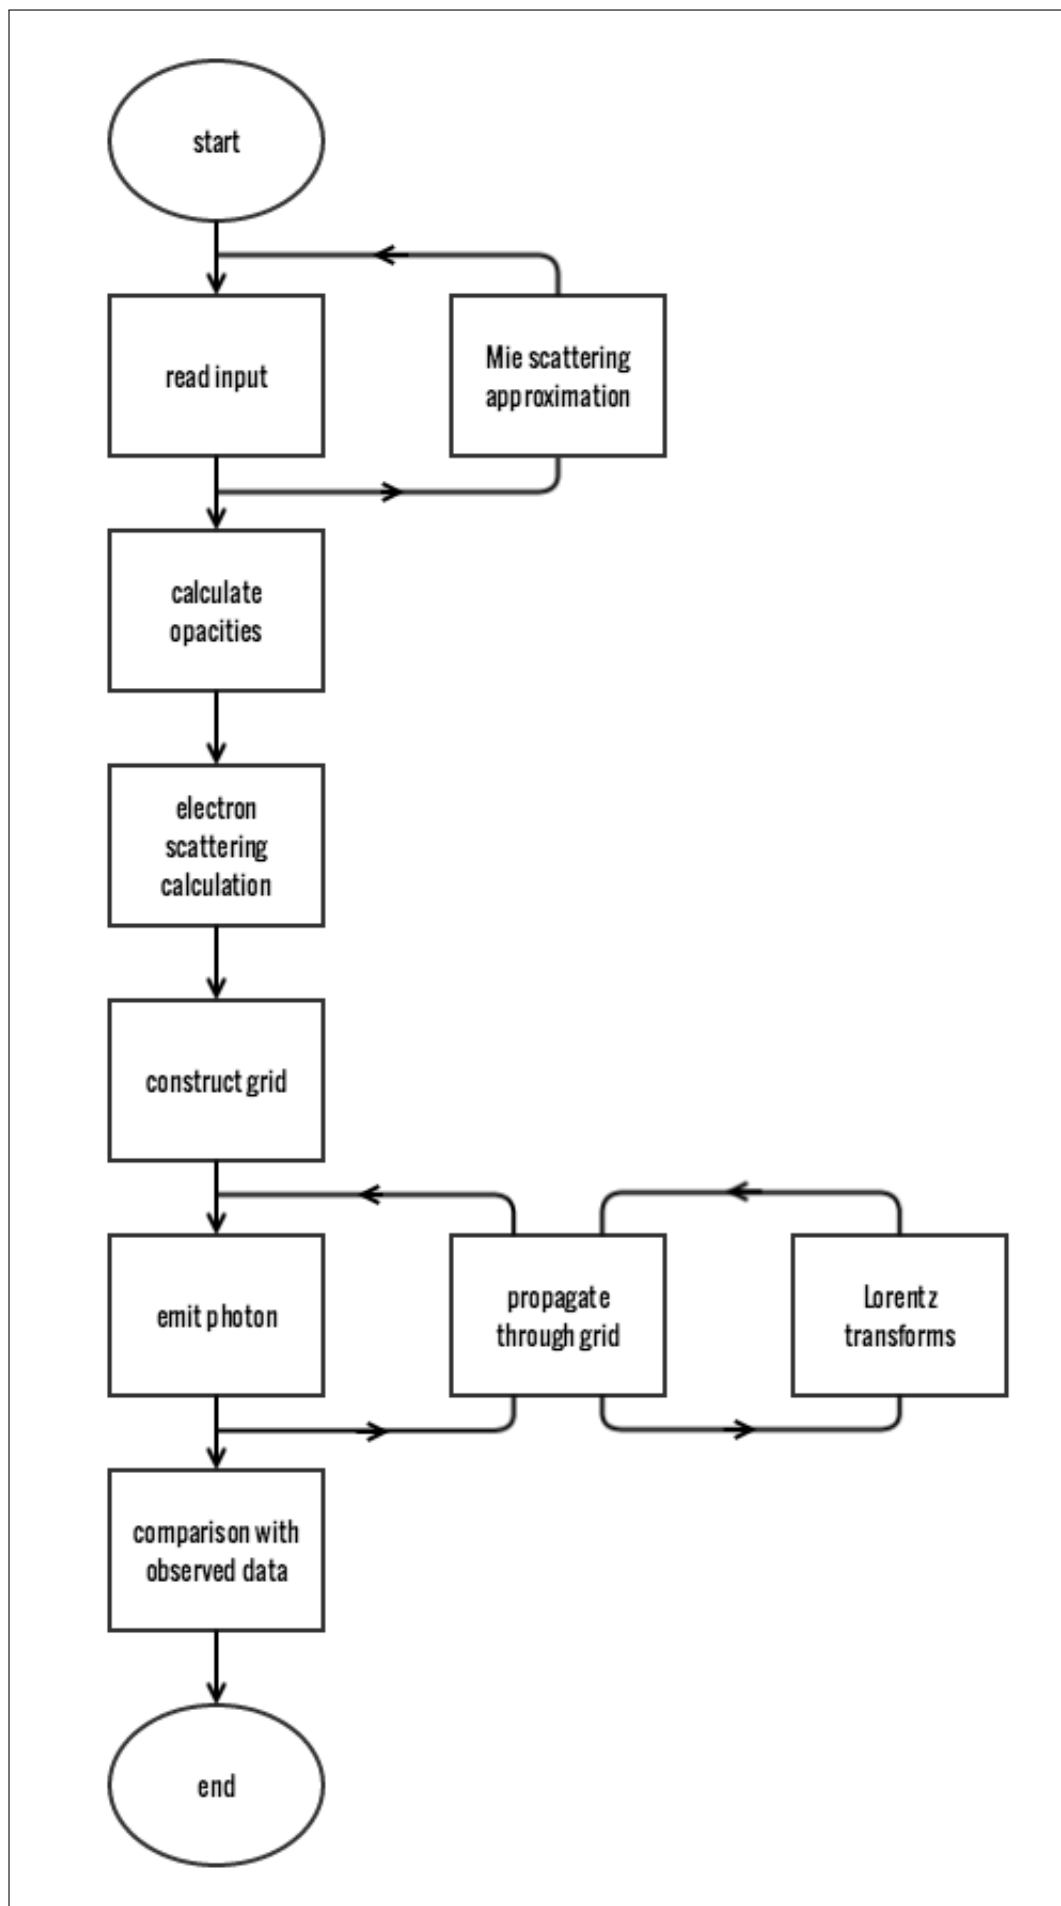 start
read input
Mie scattering
approximation
calculate
opacities
electron
scattering
calculation
construct grid
emit photon
propagate
through grid
Lorentz
transforms
comparison with
observed data
end